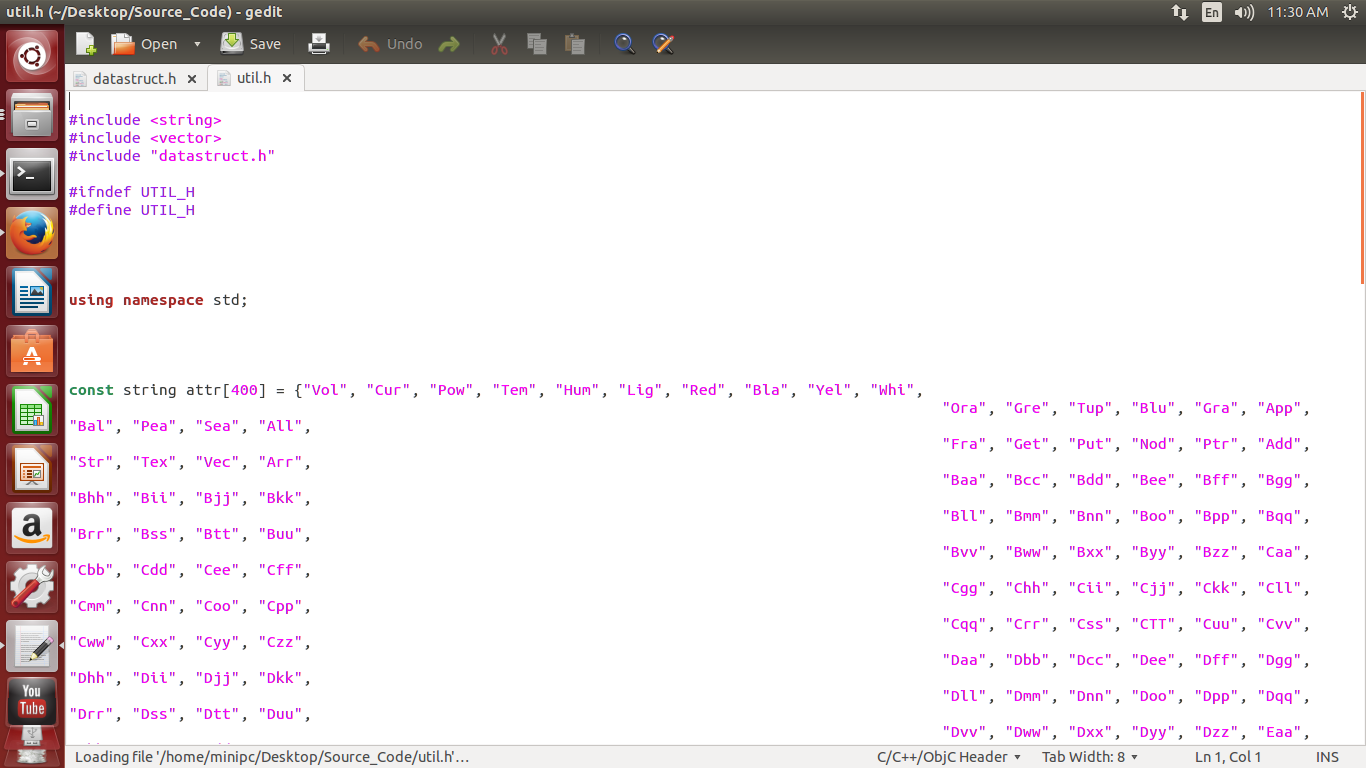 util.h (~/Desktop/Source_Code) - gedit
En
11:30 AM
Open
Save
Undo
datastruct.h
util.h
#include <string>
#include <vector>
#include "datastruct.h"
#ifndef UTIL_H
#define UTIL_H
using namespace std;
const string attr[400] = {"Vol", "Cur", "Pow", "Tem", "Hum", "Lig", "Red", "Bla", "Yel", "Whi",
"Ora", "Gre", "Tup", "Blu", "Gra", "App",
"Bal", "Pea", "Sea", "All",
"Fra", "Get", "Put", "Nod", "Ptr", "Add",
"Str", "Tex", "Vec", "Arr",
"Baa", "Bcc", "Bdd", "Bee", "Bff", "Bgg",
"Bhh", "Bii", "Bjj", "Bkk",
"Bll", "Bmm", "Bnn", "Boo", "Bpp", "Bqq",
"Brr", "Bss", "Btt", "Buu",
"Bvv", "Bww", "Bxx", "Byy", "Bzz", "Caa",
"Cbb", "Cdd", "Cee", "Cff",
"Cgg", "Chh", "Cii", "Cjj", "Ckk", "Cll",
"Cmm", "Cnn", "Coo", "Cpp",
"Cqq", "Crr", "Css", "CTT", "Cuu", "Cvv",
"Cww", "Cxx", "Cyy", "Czz",
"Daa", "Dbb", "Dcc", "Dee", "Dff", "Dgg",
"Dhh", "Dii", "Djj", "Dkk",
"Dll", "Dmm", "Dnn", "Doo", "Dpp", "Dqq",
"Drr", "Dss", "Dtt", "Duu",
"Dvv", "Dww", "Dxx", "Dyy", "Dzz", "Eaa",
You Tube
Loading file '/home/minipc/Desktop/Source_Code/util.h'…
C/C++/ObjC Header
Tab Width: 8
Ln 1, Col 1
INS